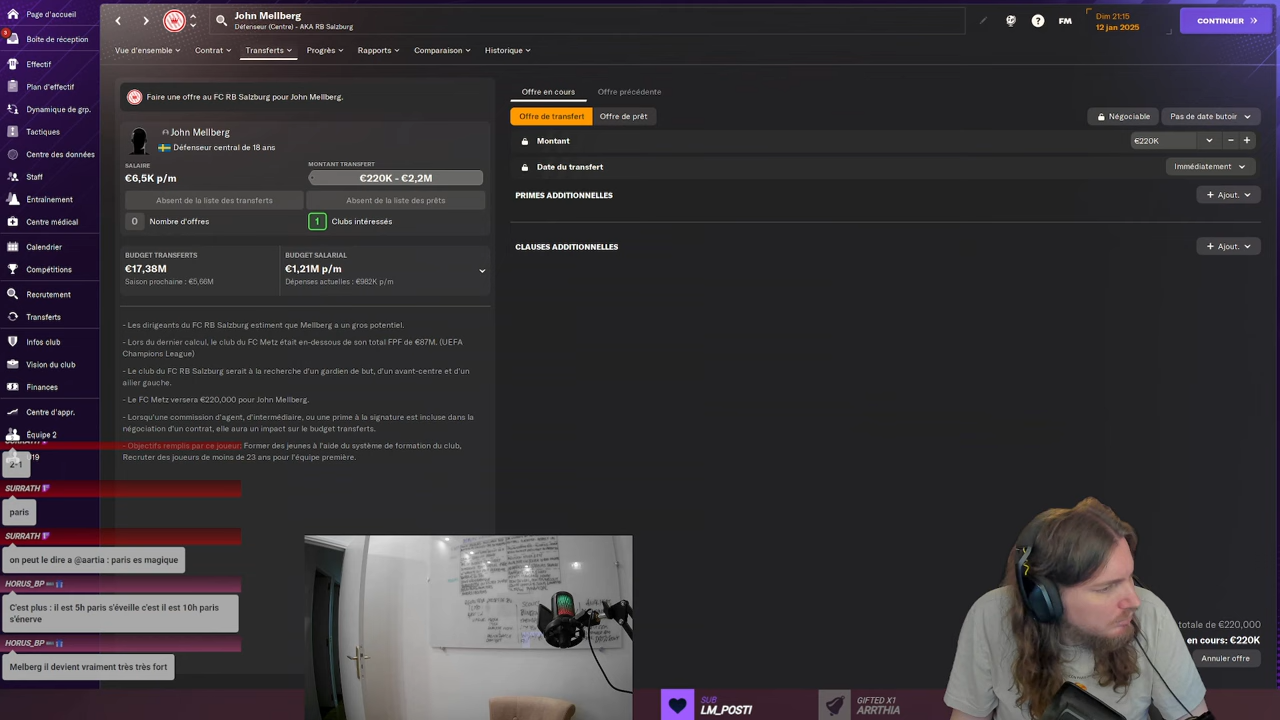 Page d'accueil
3
Boîte de réception
Effectif
Plan d'effectif
Dynamique de grp.
Tactiques
Centre des données
Staff
Entraînement
Centre médical
Calendrier
Compétitions
Recrutement
Transferts
Infos club
Vision du club
Finances
Centre d'appr.
Équipe 2
U19
John Mellberg
Défenseur (Centre) - AKA RB Salzburg
FM
Dim 21:15
12 jan 2025
CONTINUER
Vue d'ensemble
Contrat
Transferts
Progrès
Rapports
Comparaison
Historique
Faire une offre au FC RB Salzburg pour John Mellberg.
John Mellberg
Défenseur central de 18 ans
SALAIRE
€6,5K p/m
MONTANT TRANSFERT
€220K - €2,2M
Absent de la liste des transferts
Absent de la liste des prêts
0
Nombre d'offres
1
Clubs intéressés
BUDGET TRANSFERTS
€17,38M
Saison prochaine : €5,66M
BUDGET SALARIAL
€1,21M p/m
Dépenses actuelles : €982K p/m
- Les dirigeants du FC RB Salzburg estiment que Mellberg a un gros potentiel.
- Lors du dernier calcul, le club du FC Metz était en-dessous de son total FPF de €87M. (UEFA
Champions League)
- Le club du FC RB Salzburg serait à la recherche d'un gardien de but, d'un avant-centre et d'un
ailier gauche.
- Le FC Metz versera €220,000 pour John Mellberg.
- Lorsqu'une commission d'agent, d'intermédiaire, ou une prime à la signature est incluse dans la
négociation d'un contrat, elle aura un impact sur le budget transferts.
- Objectifs remplis par ce joueur: Former des jeunes à l'aide du système de formation du club,
Recruter des joueurs de moins de 23 ans pour l'équipe première.
Offre en cours
Offre précédente
Offre de transfert
Offre de prêt
Négociable
Pas de date butoir
Montant
€220K
Date du transfert
Immédiatement
PRIMES ADDITIONNELLES
Ajout.
CLAUSES ADDITIONNELLES
Ajout.
totale de €220,000
en cours: €220K
Annuler offre
SURRATH
2-1
SURRATH
paris
SURRATH
on peut le dire a @aartia : paris es magique
HORUS_BP
C'est plus : il est 5h paris s'éveille c'est il est 10h paris
s'énerve
HORUS_BP
Melberg il devient vraiment très très fort
SUB
LM_POSTI
GIFTED X1
ARRTHIA